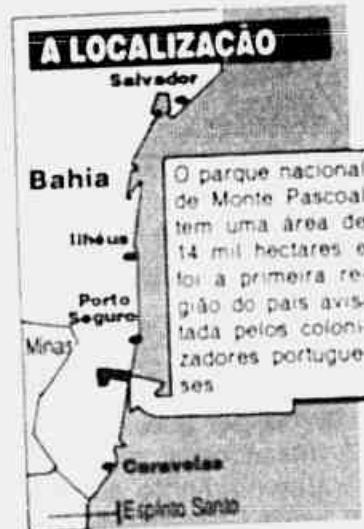 A LOCALIZAÇÃO
Salvador
Bahia
O parque nacional
de Monte Pascoal
tem uma área de
14 mil hectares e
foi a primeira re-
gião do país avis-
tada pelos coloni-
zadores portugue-
ses
Ilhéus
Porto
Seguro
Minas
Caravelas
Espírito Santo